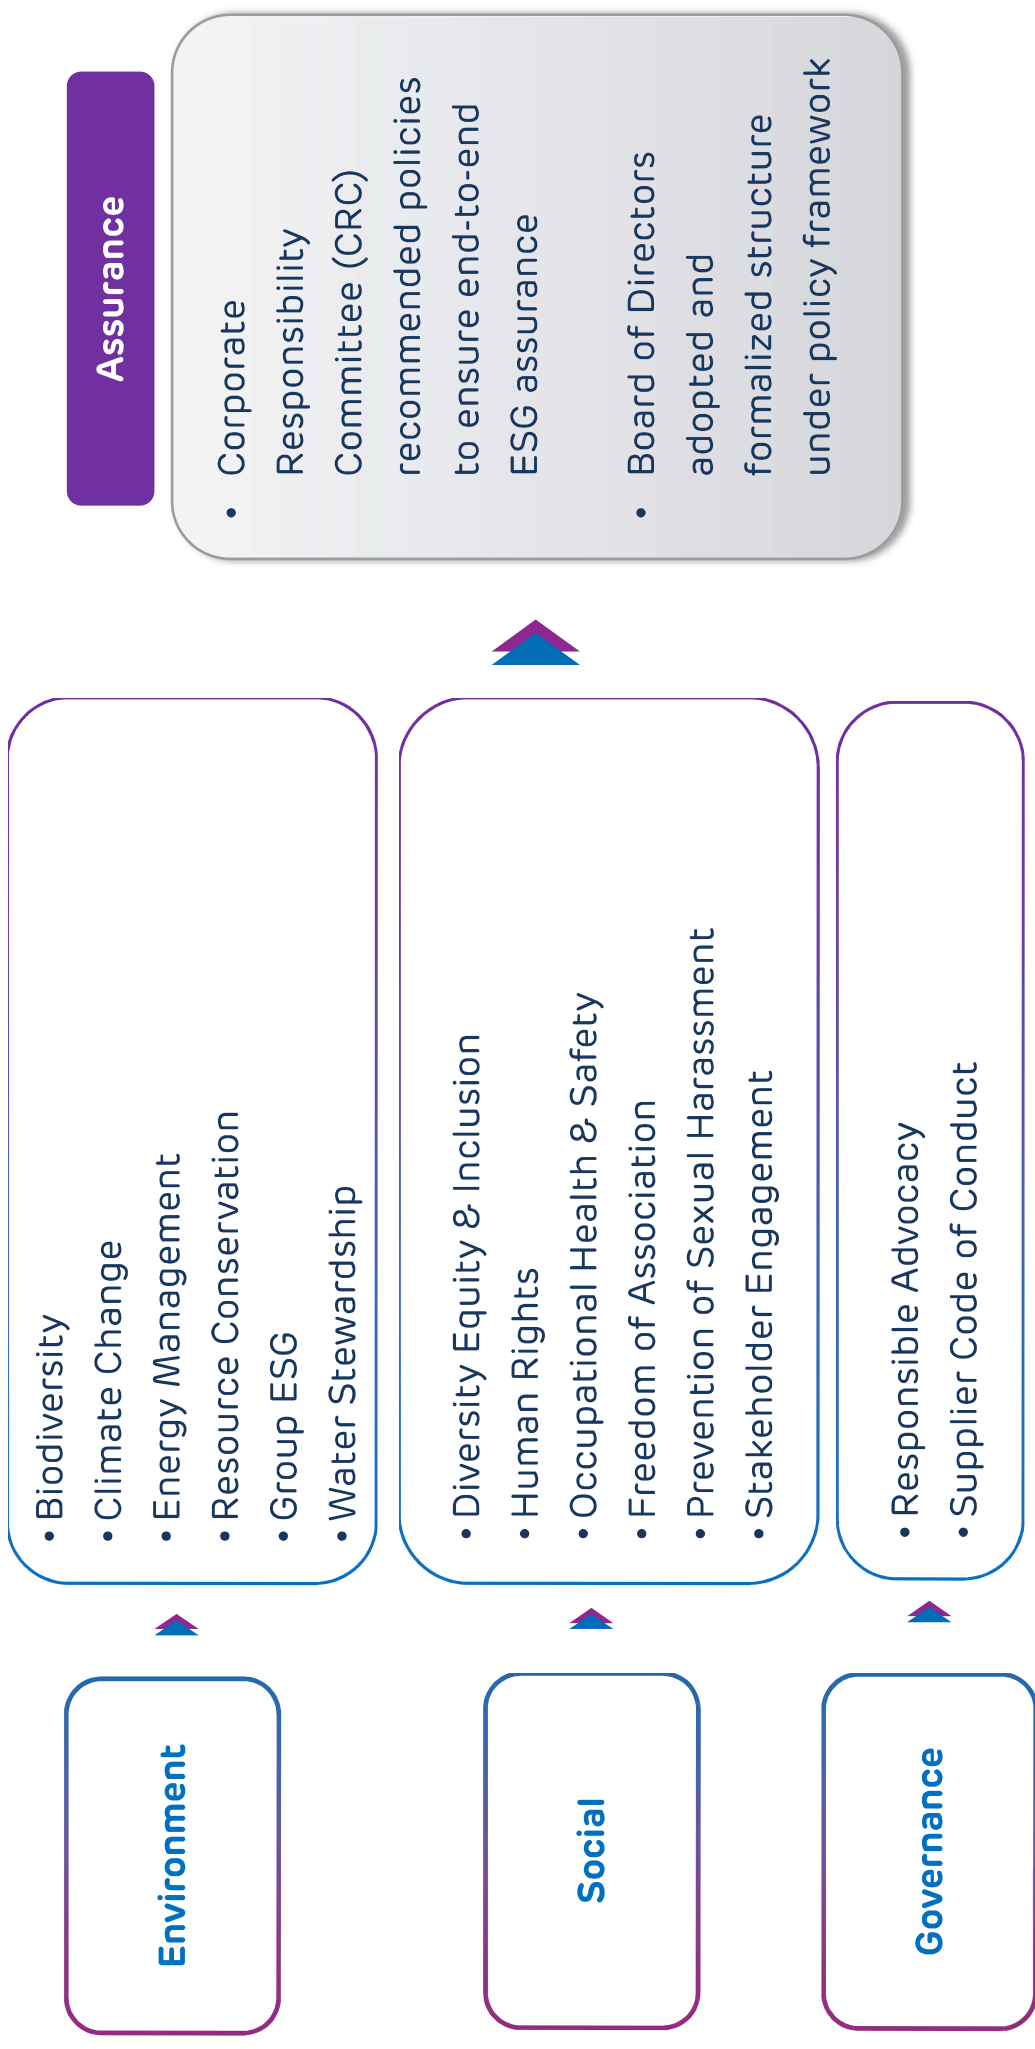 Environment
• Biodiversity
• Climate Change
• Energy Management
• Resource Conservation
• Group ESG
• Water Stewardship
Social
• Diversity Equity & Inclusion
• Human Rights
• Occupational Health & Safety
• Freedom of Association
• Prevention of Sexual Harassment
• Stakeholder Engagement
Governance
• Responsible Advocacy
• Supplier Code of Conduct
Assurance
• Corporate
Responsibility
Committee (CRC)
recommended policies
to ensure end-to-end
ESG assurance
• Board of Directors
adopted and
formalized structure
under policy framework